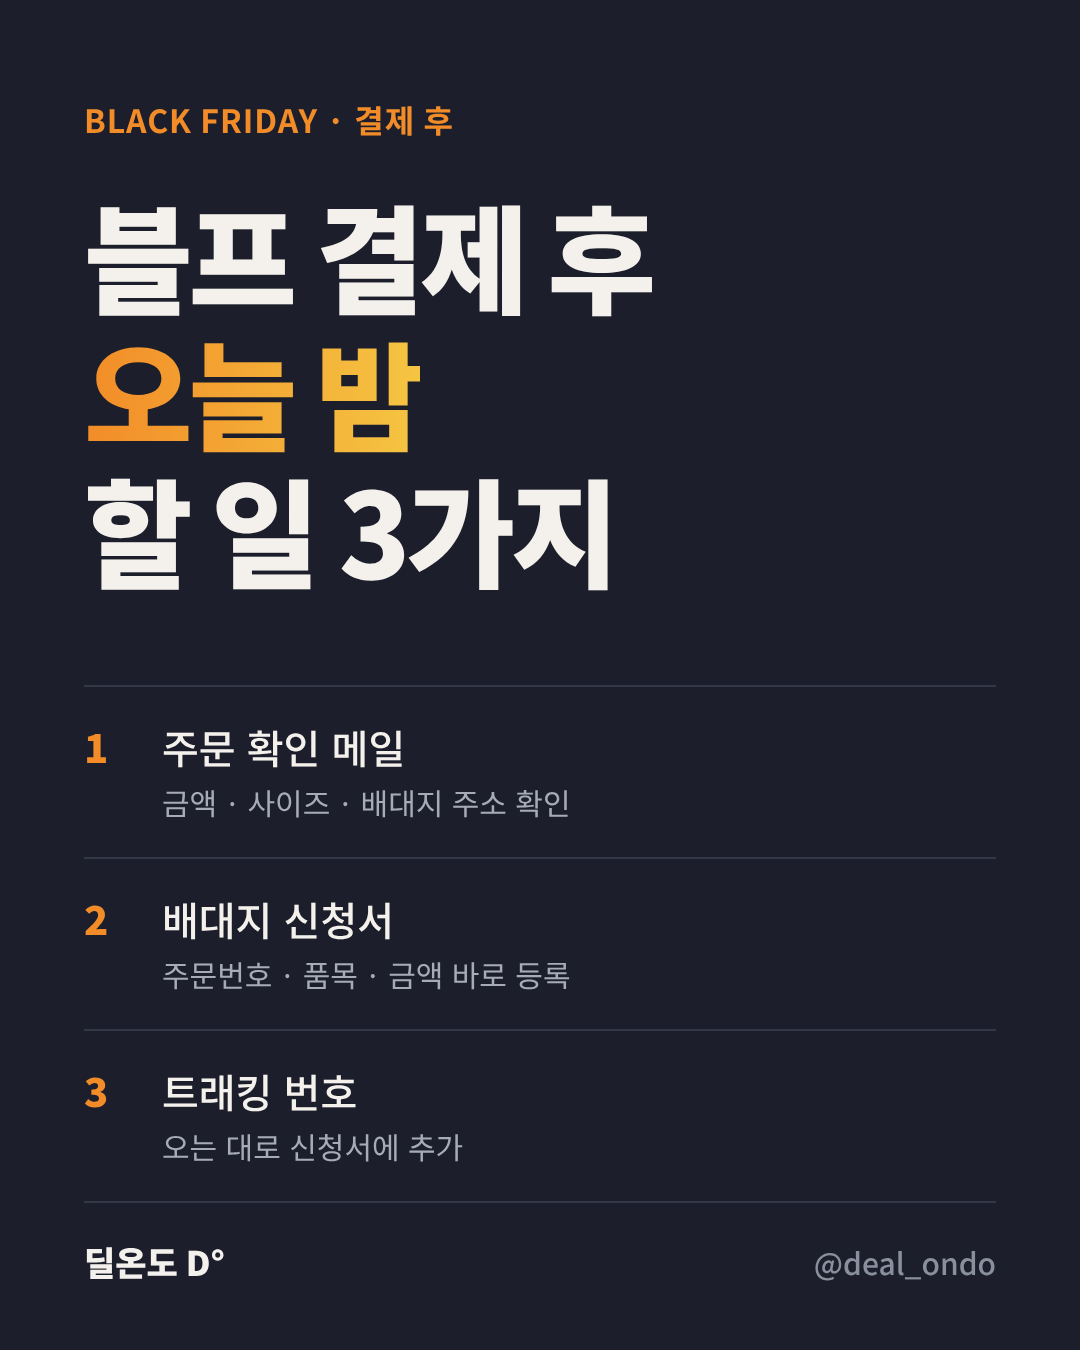 BLACK FRIDAY · 결제 후
블프 결제 후
오늘 밤
할 일 3가지
1 주문 확인 메일
금액 · 사이즈 · 배대지 주소 확인
2 배대지 신청서
주문번호 · 품목 · 금액 바로 등록
3 트래킹 번호
오는 대로 신청서에 추가
딜온도 D°
@deal_ondo